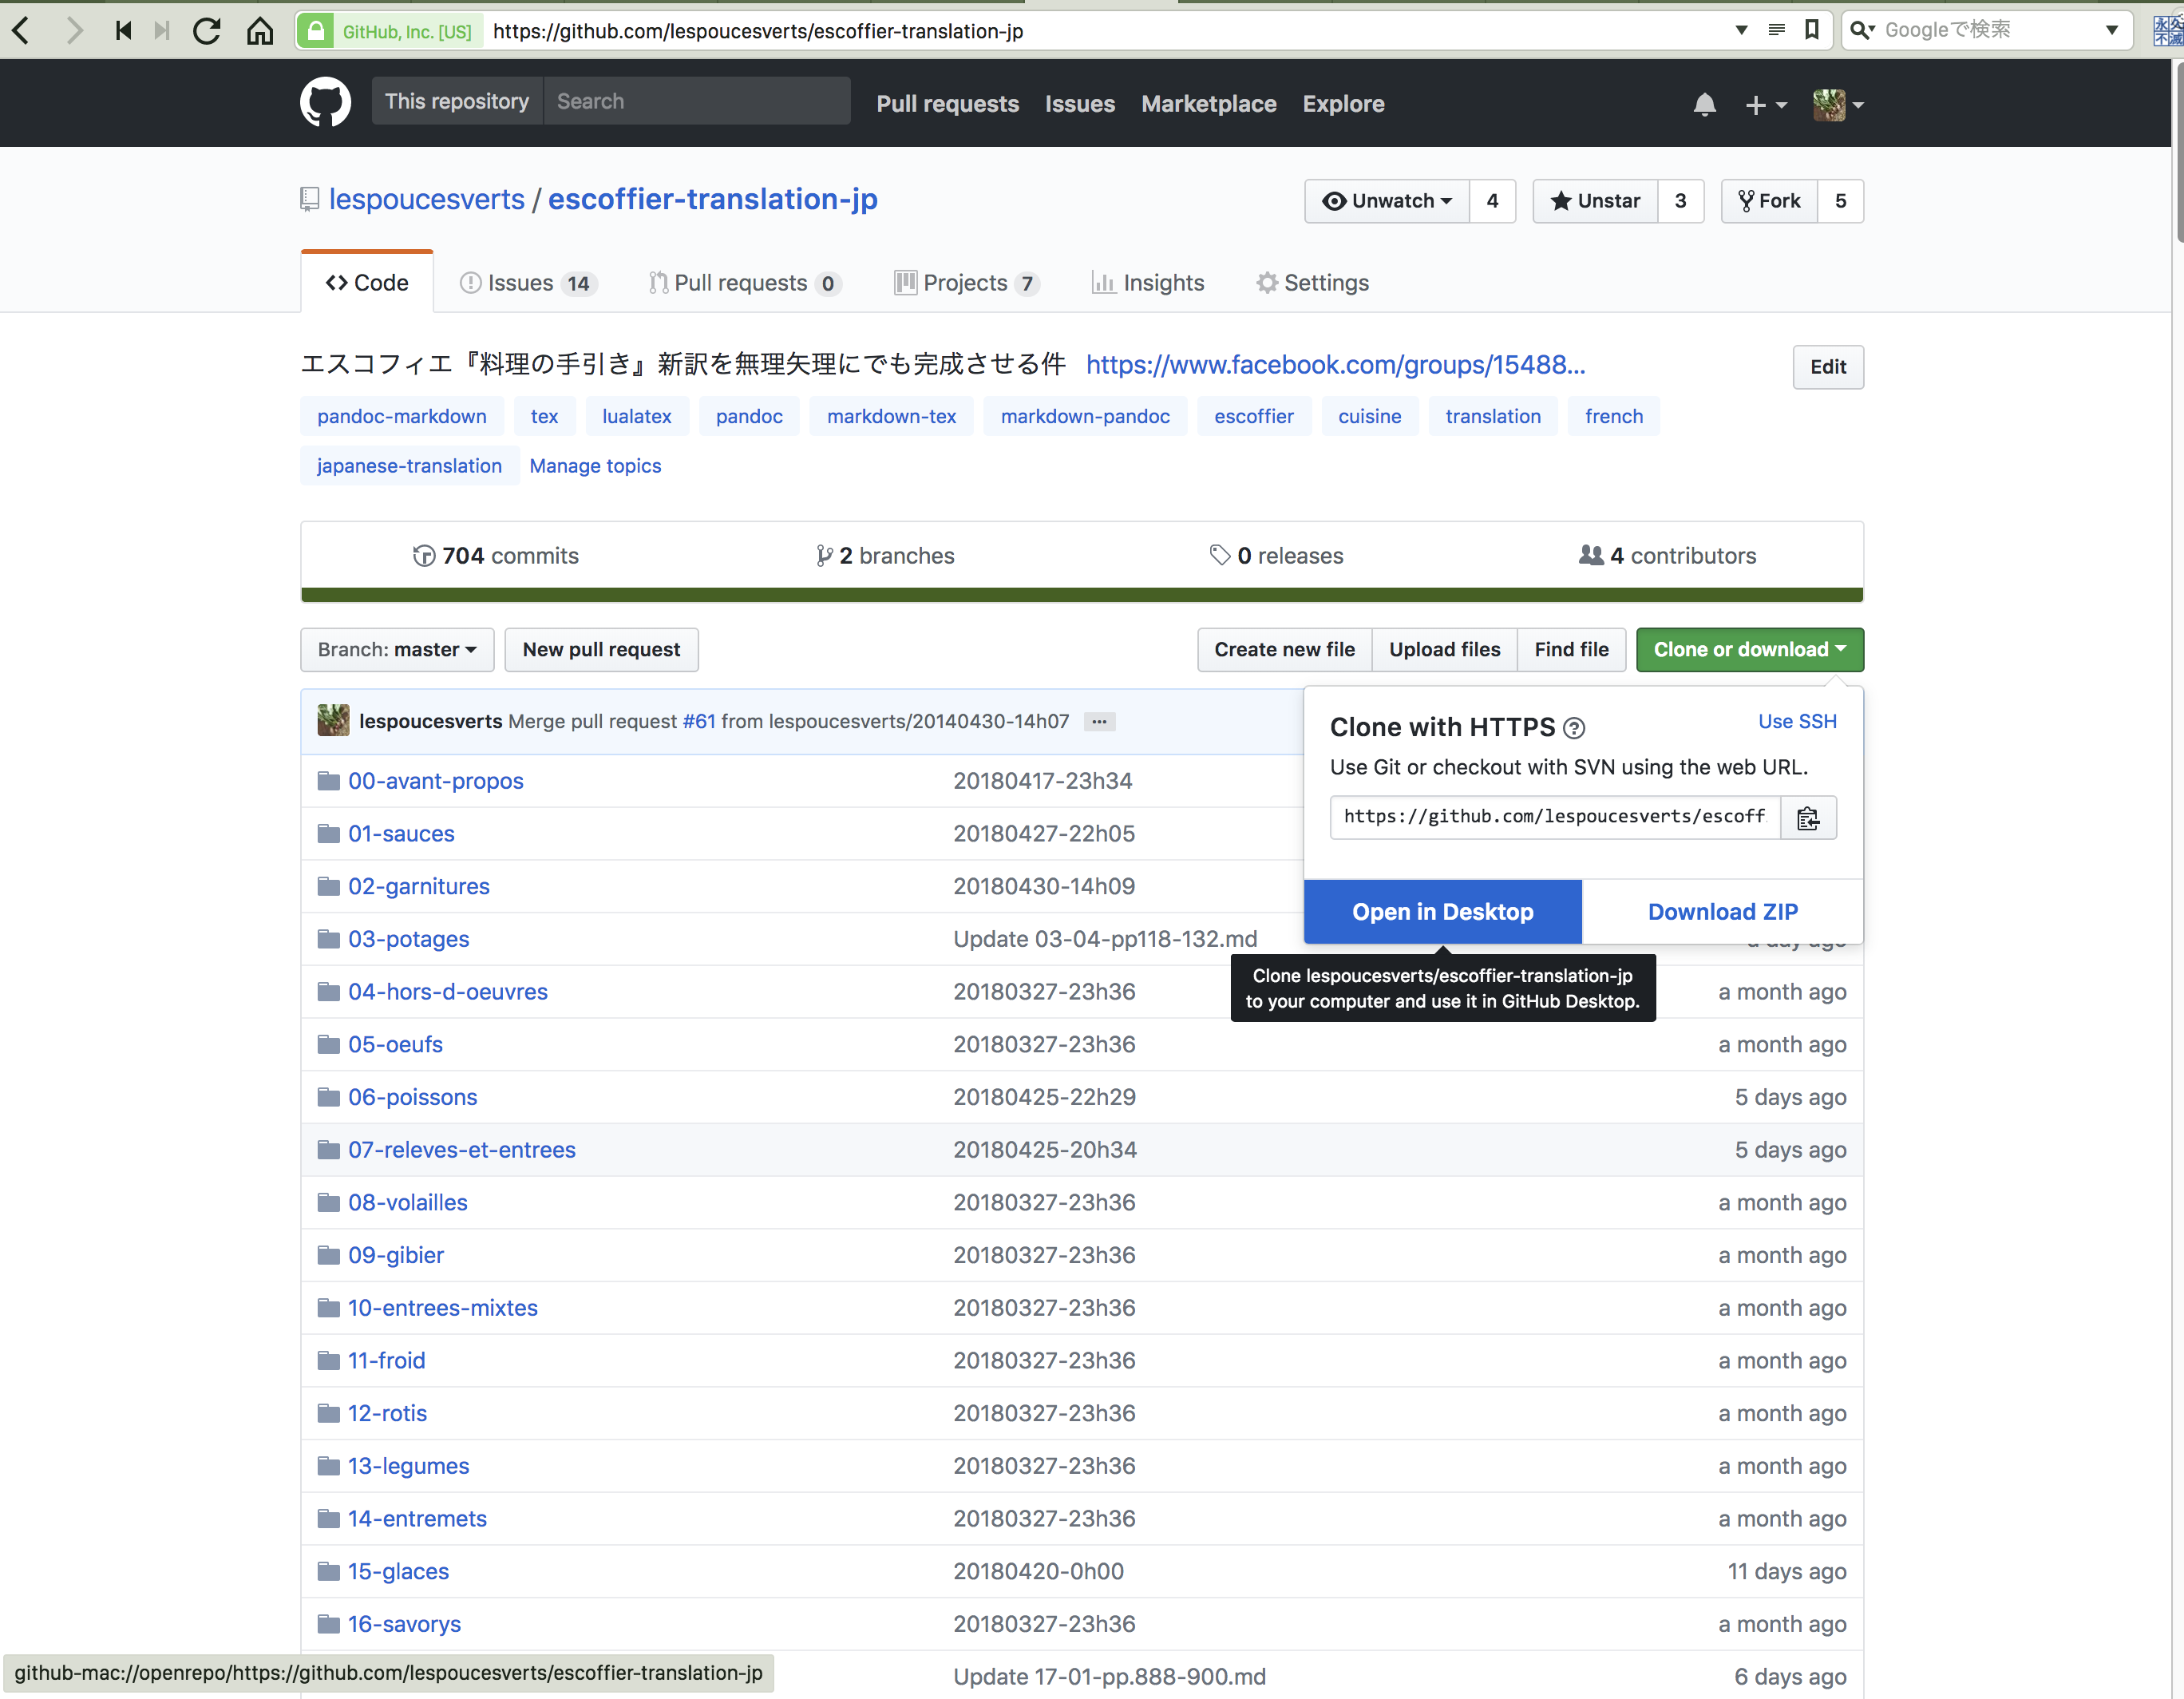 GitHub, Inc. [US] https://github.com/lespoucesverts/escoffier-translation-jp Googleで検索
This repository Search Pull requests Issues Marketplace Explore
lespoucesverts / escoffier-translation-jp Unwatch 4 Unstar 3 Fork 5
Code Issues 14 Pull requests 0 Projects 7 Insights Settings
エスコフィエ『料理の手引き』新訳を無理矢理にでも完成させる件 https://www.facebook.com/groups/15488... Edit
pandoc-markdown tex lualatex pandoc markdown-tex markdown-pandoc escoffier cuisine translation french
japanese-translation Manage topics
704 commits 2 branches 0 releases 4 contributors
Branch: master New pull request Create new file Upload files Find file Clone or download
lespoucesverts Merge pull request #61 from lespoucesverts/20140430-14h07 ...
Clone with HTTPS ? Use SSH
Use Git or checkout with SVN using the web URL.
https://github.com/lespoucesverts/escoff
Open in Desktop Download ZIP
Clone lespoucesverts/escoffier-translation-jp
to your computer and use it in GitHub Desktop.
00-avant-propos 20180417-23h34
01-sauces 20180427-22h05
02-garnitures 20180430-14h09
03-potages Update 03-04-pp118-132.md a day ago
04-hors-d-oeuvres 20180327-23h36 a month ago
05-oeufs 20180327-23h36 a month ago
06-poissons 20180425-22h29 5 days ago
07-releves-et-entrees 20180425-20h34 5 days ago
08-volailles 20180327-23h36 a month ago
09-gibier 20180327-23h36 a month ago
10-entrees-mixtes 20180327-23h36 a month ago
11-froid 20180327-23h36 a month ago
12-rotis 20180327-23h36 a month ago
13-legumes 20180327-23h36 a month ago
14-entremets 20180327-23h36 a month ago
15-glaces 20180420-0h00 11 days ago
16-savorys 20180327-23h36 a month ago
Update 17-01-pp.888-900.md 6 days ago
github-mac://openrepo/https://github.com/lespoucesverts/escoffier-translation-jp